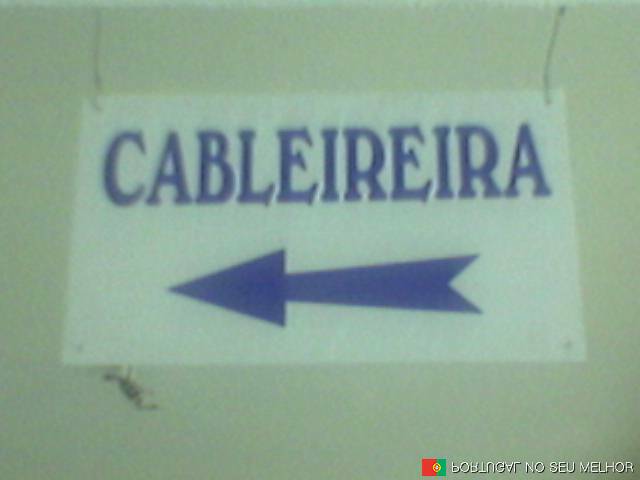 CABLEIREIRA
PORTUGAL NO SEU MELHOR